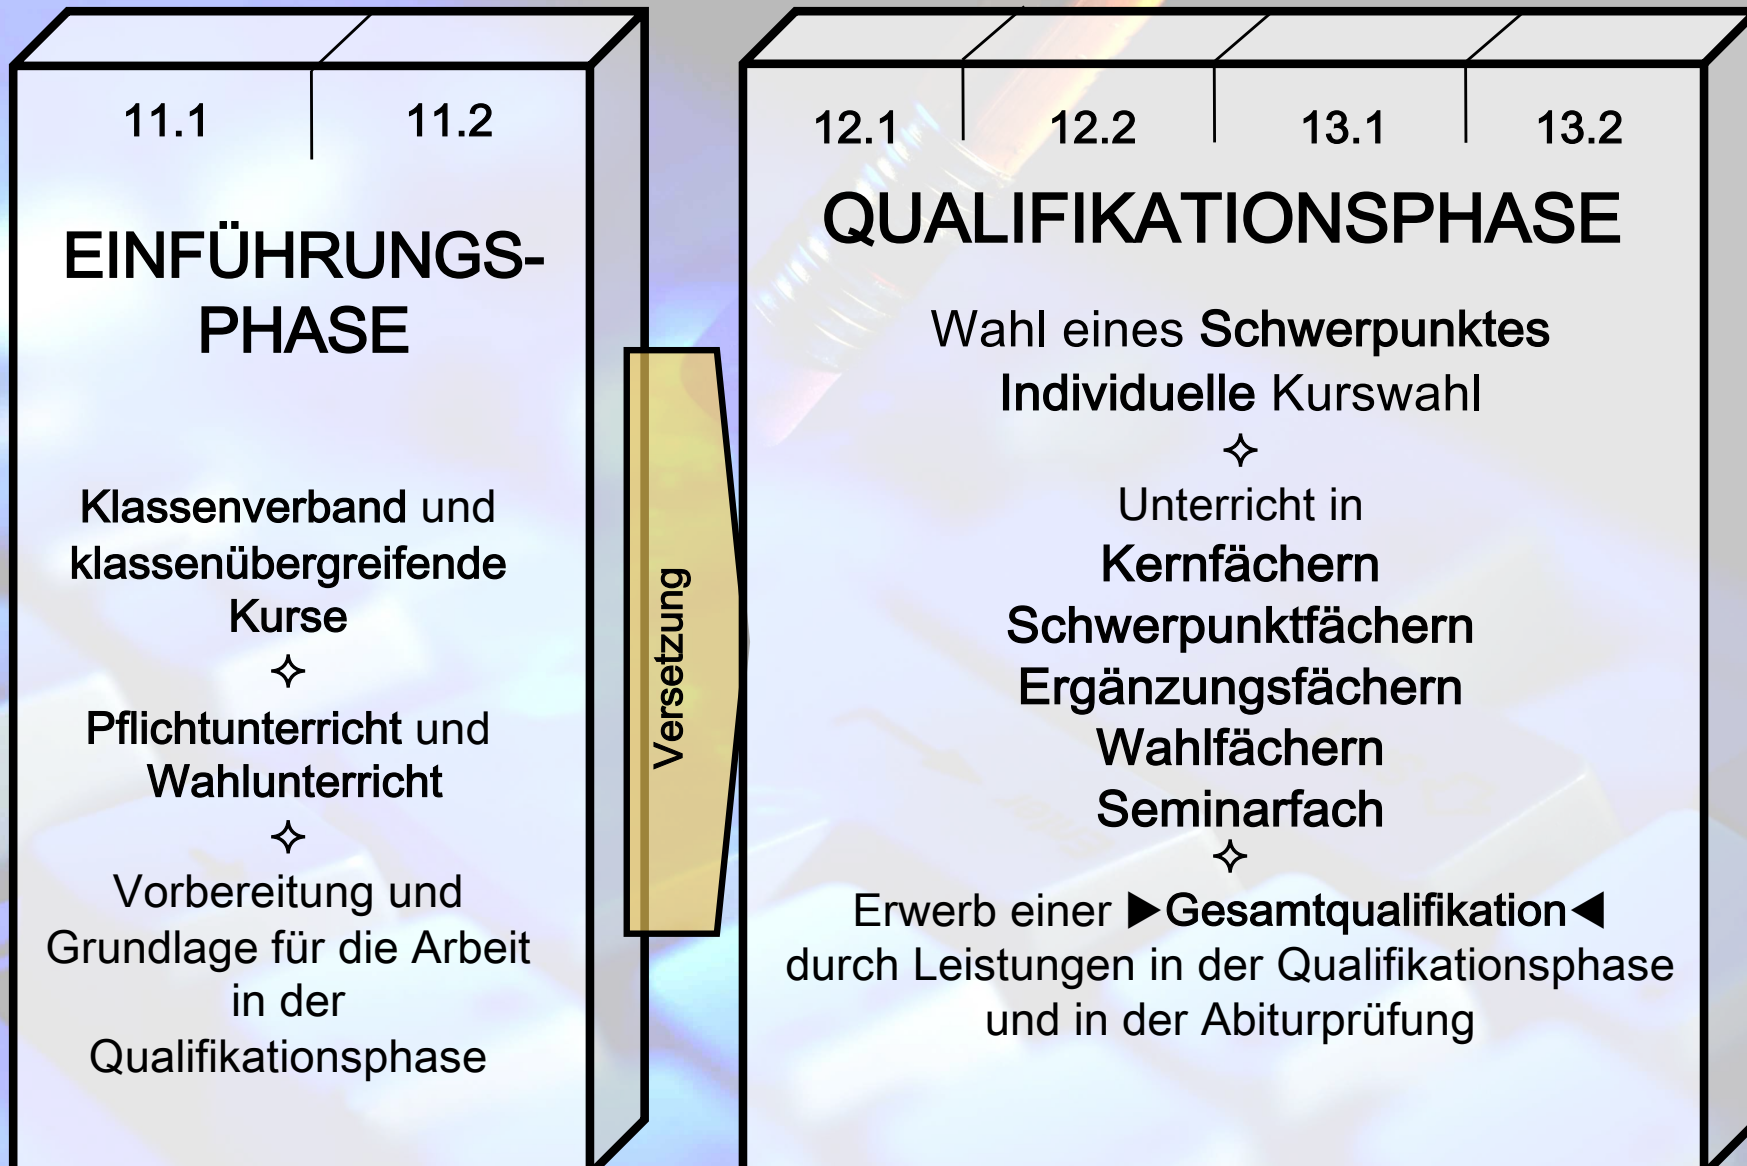 11.1 11.2
EINFÜHRUNGS-
PHASE
Klassenverband und
klassenübergreifende
Kurse
✧
Pflichtunterricht und
Wahlunterricht
✧
Vorbereitung und
Grundlage für die Arbeit
in der
Qualifikationsphase
Versetzung
12.1 12.2 13.1 13.2
QUALIFIKATIONSPHASE
Wahl eines Schwerpunktes
Individuelle Kurswahl
✧
Unterricht in
Kernfächern
Schwerpunktfächern
Ergänzungsfächern
Wahlfächern
Seminarfach
✧
Erwerb einer ►Gesamtqualifikation◄
durch Leistungen in der Qualifikationsphase
und in der Abiturprüfung